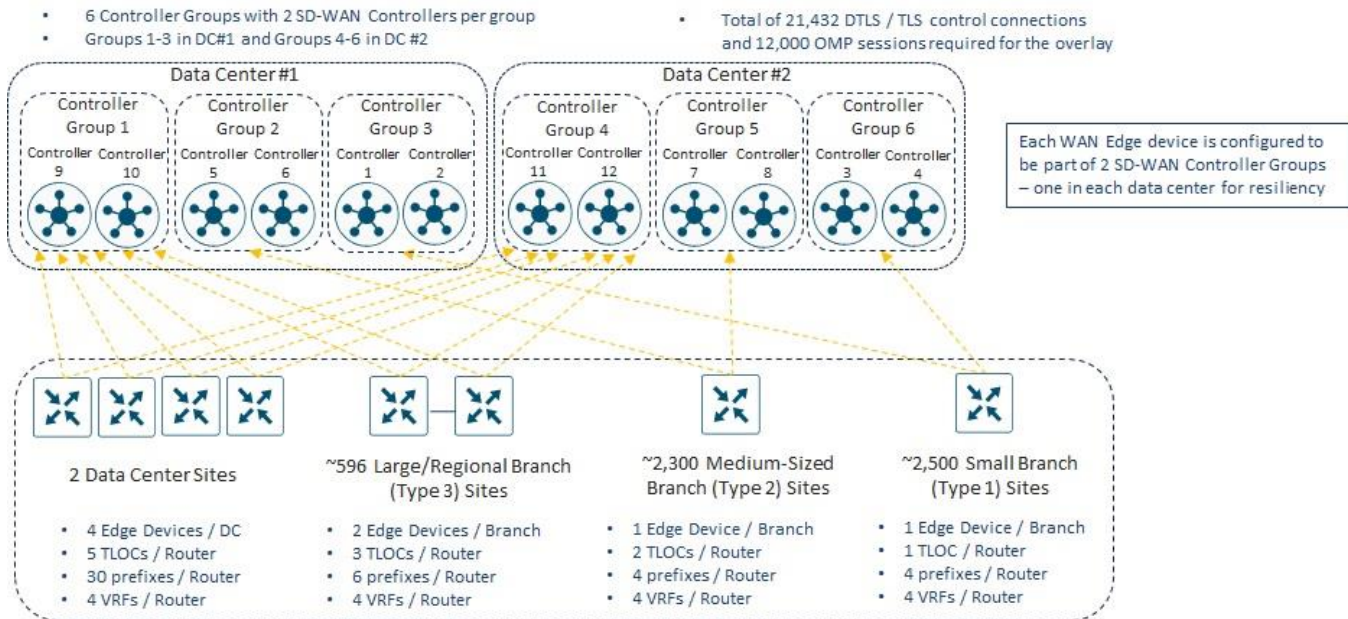 • 6 Controller Groups with 2 SD-WAN Controllers per group
• Groups 1-3 in DC#1 and Groups 4-6 in DC #2
• Total of 21,432 DTLS / TLS control connections
and 12,000 OMP sessions required for the overlay
Data Center #1
Controller
Group 1
Controller
9
Controller
10
Controller
Group 2
Controller
5
Controller
6
Controller
Group 3
Controller
1
Controller
2
Data Center #2
Controller
Group 4
Controller
11
Controller
12
Controller
Group 5
Controller
7
Controller
8
Controller
Group 6
Controller
3
Controller
4
Each WAN Edge device is configured to
be part of 2 SD-WAN Controller Groups
– one in each data center for resiliency
2 Data Center Sites
• 4 Edge Devices / DC
• 5 TLOCs / Router
• 30 prefixes / Router
• 4 VRFs / Router
~596 Large/Regional Branch
(Type 3) Sites
• 2 Edge Devices / Branch
• 3 TLOCs / Router
• 6 prefixes / Router
• 4 VRFs / Router
~2,300 Medium-Sized
Branch (Type 2) Sites
• 1 Edge Device / Branch
• 2 TLOCs / Router
• 4 prefixes / Router
• 4 VRFs / Router
~2,500 Small Branch
(Type 1) Sites
• 1 Edge Device / Branch
• 1 TLOC / Router
• 4 prefixes / Router
• 4 VRFs / Router